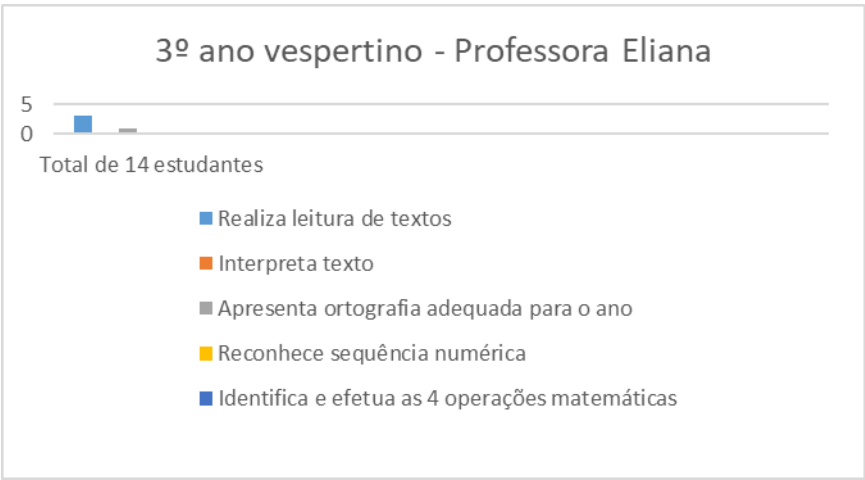 3º ano vespertino - Professora Eliana
5
0
Total de 14 estudantes
Realiza leitura de textos
Interpreta texto
Apresenta ortografia adequada para o ano
Reconhece sequência numérica
Identifica e efetua as 4 operações matemáticas